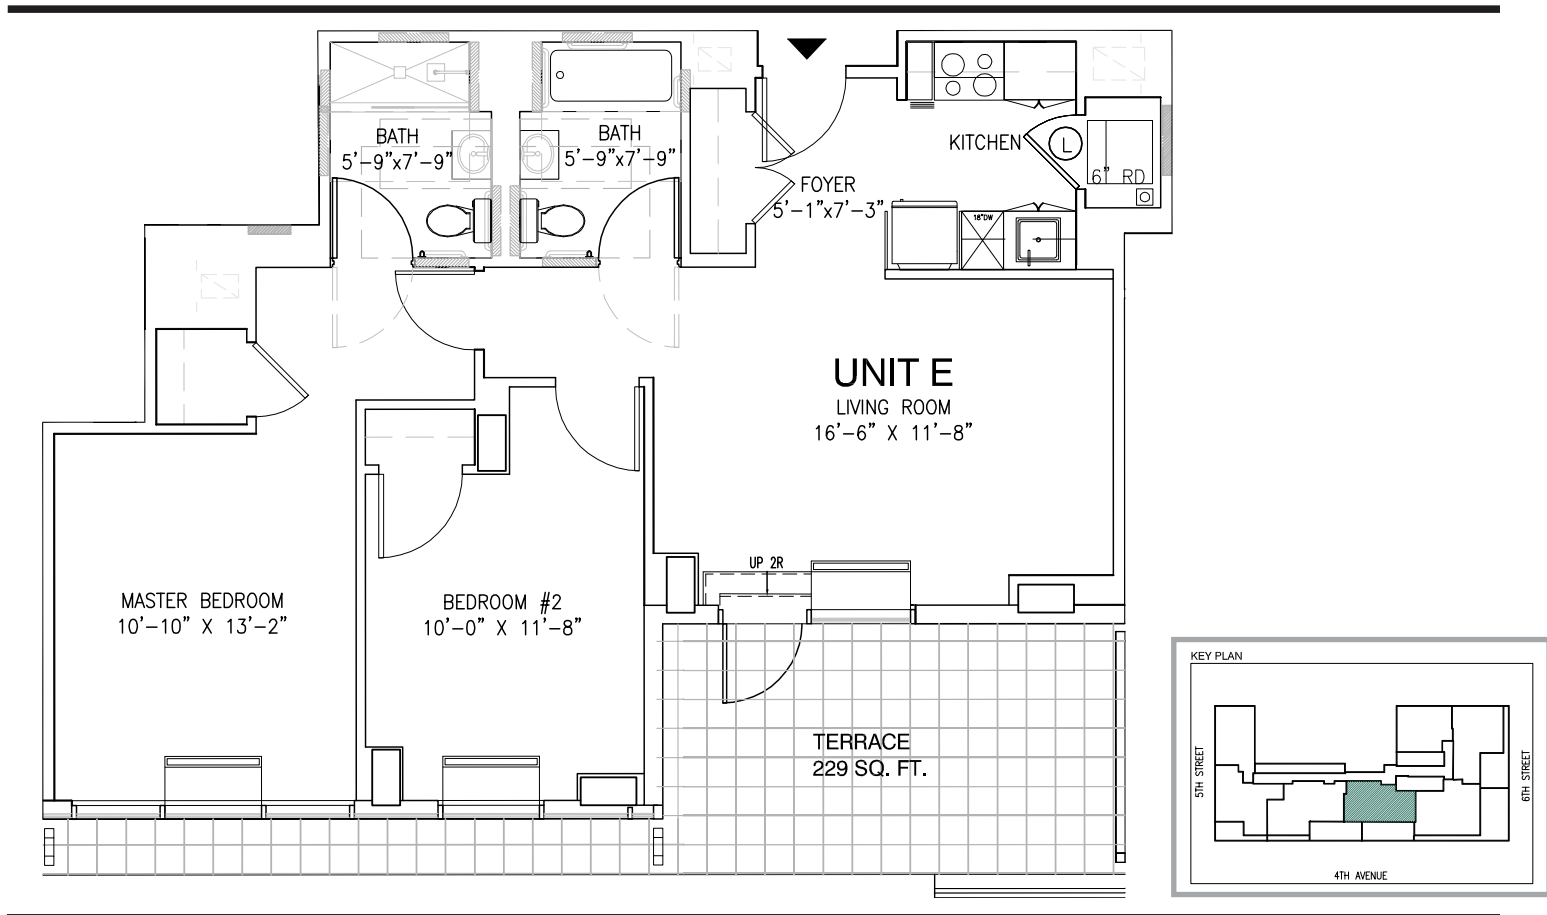 BATH
5'-9"x7'-9"
BATH
5'-9"x7'-9"
KITCHEN
L
6" RD
FOYER
5'-1"x7'-3"
18"DW
UNIT E
LIVING ROOM
16'-6" X 11'-8"
UP 2R
MASTER BEDROOM
10'-10" X 13'-2"
BEDROOM #2
10'-0" X 11'-8"
TERRACE
229 SQ. FT.
KEY PLAN
5TH STREET
6TH STREET
4TH AVENUE